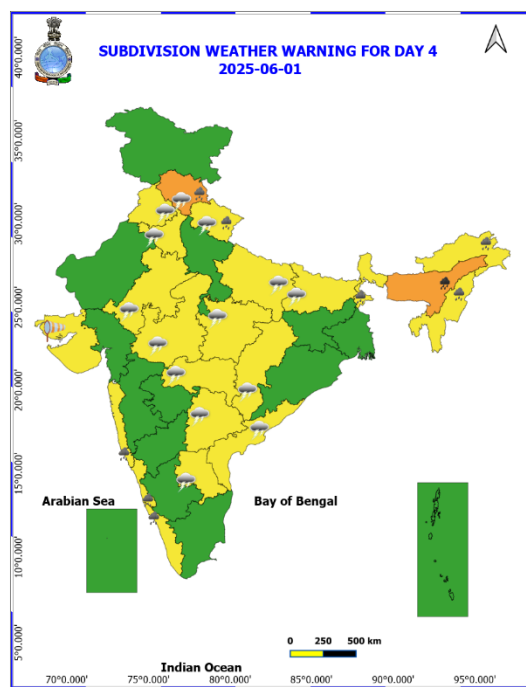 SUBDIVISION WEATHER WARNING FOR DAY 4
2025-06-01
40°0.000'
35°0.000'
30°0.000'
25°0.000'
20°0.000'
15°0.000'
10°0.000'
5°0.000'
Arabian Sea
Bay of Bengal
0 250 500 km
Indian Ocean
70°0.000' 75°0.000' 80°0.000' 85°0.000' 90°0.000' 95°0.000'